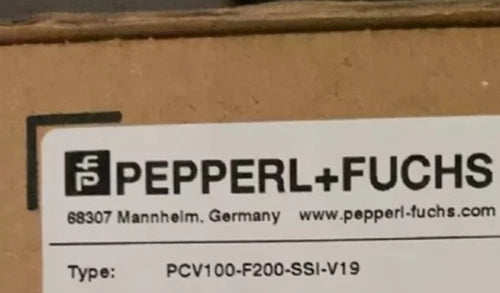 PEPPERL+FUCHS
68307 Mannheim, Germany www.pepperl-fuchs.com
Type: PCV100-F200-SSI-V19